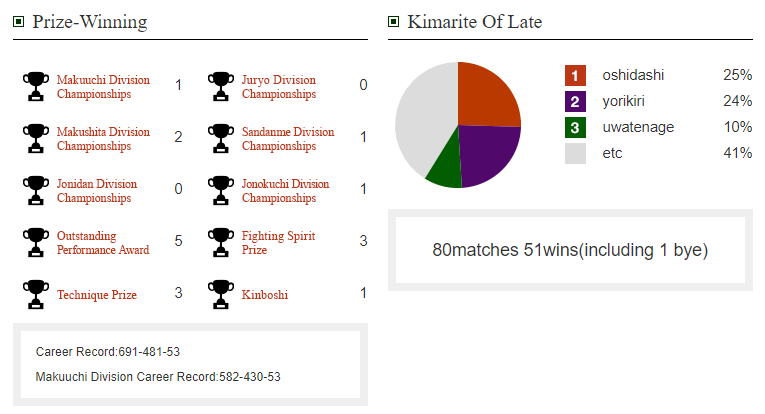 Prize-Winning
Makuuchi Division
Championships
1
Juryo Division
Championships
0
Makushita Division
Championships
2
Sandanme Division
Championships
1
Jonidan Division
Championships
0
Jonokuchi Division
Championships
1
Outstanding
Performance Award
5
Fighting Spirit
Prize
3
Technique Prize
3
Kinboshi
1
Career Record:691-481-53
Makuuchi Division Career Record:582-430-53
Kimarite Of Late
1 oshidashi 25%
2 yorikiri 24%
3 uwatenage 10%
etc 41%
80matches 51wins(including 1 bye)